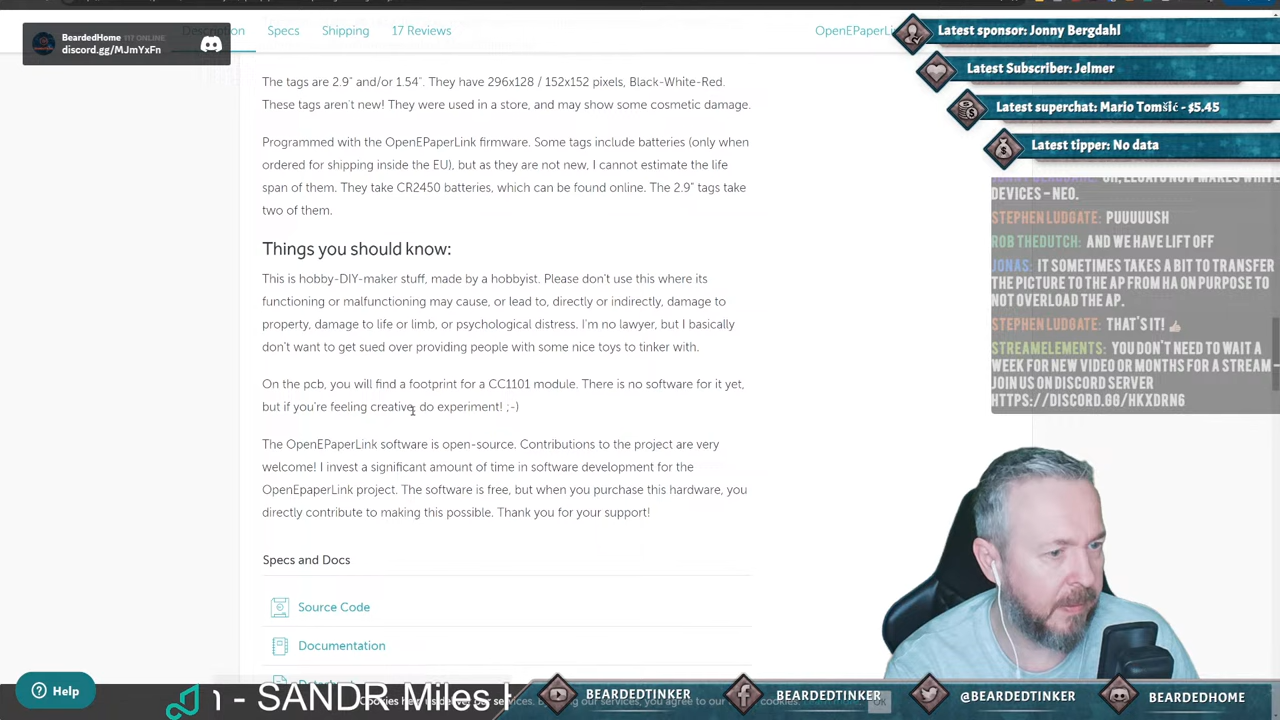 BeardedHome 117 ONLINE
discord.gg/MJmYxFn
Description
Specs
Shipping
17 Reviews
OpenEPaperLi
The tags are 2.9" and/or 1.54". They have 296x128 / 152x152 pixels, Black-White-Red.
These tags aren't new! They were used in a store, and may show some cosmetic damage.
Programmed with the OpenEPaperLink firmware. Some tags include batteries (only when
ordered for shipping inside the EU), but as they are not new, I cannot estimate the life
span of them. They take CR2450 batteries, which can be found online. The 2.9" tags take
two of them.
Things you should know:
This is hobby-DIY-maker stuff, made by a hobbyist. Please don't use this where its
functioning or malfunctioning may cause, or lead to, directly or indirectly, damage to
property, damage to life or limb, or psychological distress. I'm no lawyer, but I basically
don't want to get sued over providing people with some nice toys to tinker with.
On the pcb, you will find a footprint for a CC1101 module. There is no software for it yet,
but if you're feeling creative, do experiment! ;-)
The OpenEPaperLink software is open-source. Contributions to the project are very
welcome! I invest a significant amount of time in software development for the
OpenEpaperLink project. The software is free, but when you purchase this hardware, you
directly contribute to making this possible. Thank you for your support!
Specs and Docs
Source Code
Documentation
Latest sponsor: Jonny Bergdahl
Latest Subscriber: Jelmer
Latest superchat: Mario Tomšić - $5.45
Latest tipper: No data
DEVICES - NEO.
STEPHEN LUDGATE: PUUUUUSH
ROB THEDUTCH: AND WE HAVE LIFT OFF
JONAS: IT SOMETIMES TAKES A BIT TO TRANSFER
THE PICTURE TO THE AP FROM HA ON PURPOSE TO
NOT OVERLOAD THE AP.
STEPHEN LUDGATE: THAT'S IT! 👍🏻
STREAMELEMENTS: YOU DON'T NEED TO WAIT A
WEEK FOR NEW VIDEO OR MONTHS FOR A STREAM -
JOIN US ON DISCORD SERVER
HTTPS://DISCORD.GG/HKXDRN6
Help
- SANDR Miles
BEARDEDTINKER
BEARDEDTINKER
@BEARDEDTINKER
BEARDEDHOME